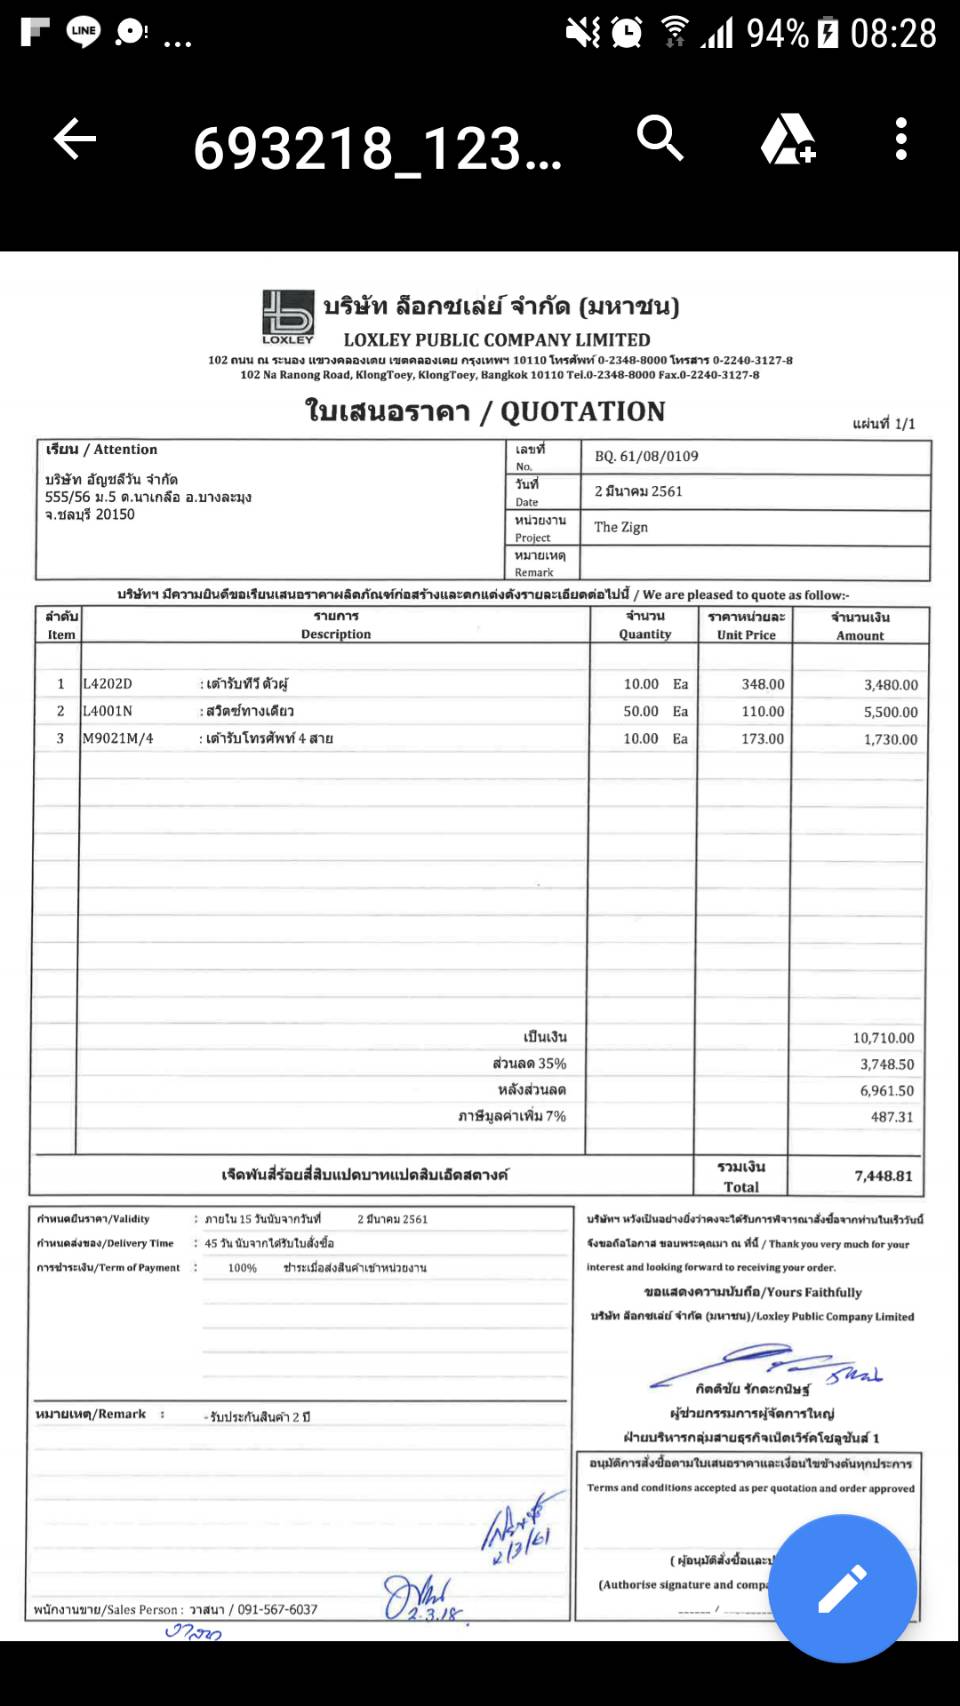 LINE
94% 08:28
693218_123...
LOXLEY
บริษัท ล็อกซเล่ย์ จำกัด (มหาชน)
LOXLEY PUBLIC COMPANY LIMITED
102 ถนน ณ ระนอง แขวงคลองเตย เขตคลองเตย กรุงเทพฯ 10110 โทรศัพท์ 0-2348-8000 โทรสาร 0-2240-3127-8
102 Na Ranong Road, KlongToey, KlongToey, Bangkok 10110 Tel.0-2348-8000 Fax.0-2240-3127-8
ใบเสนอราคา / QUOTATION
แผ่นที่ 1/1
เรียน / Attention
บริษัท อัญชลีวัน จำกัด
555/56 ม.5 ต.นาเกลือ อ.บางละมุง
จ.ชลบุรี 20150
เลขที่ No. BQ. 61/08/0109
วันที่ Date 2 มีนาคม 2561
หน่วยงาน Project The Zign
หมายเหตุ Remark
บริษัทฯ มีความยินดีขอเรียนเสนอราคาผลิตภัณฑ์ก่อสร้างและตกแต่งดังรายละเอียดต่อไปนี้ / We are pleased to quote as follow:-
ลำดับ รายการ จำนวน ราคาหน่วยละ จำนวนเงิน
Item Description Quantity Unit Price Amount
1 L4202D : เต้ารับทีวี ตัวผู้ 10.00 Ea 348.00 3,480.00
2 L4001N : สวิตซ์ทางเดียว 50.00 Ea 110.00 5,500.00
3 M9021M/4 : เต้ารับโทรศัพท์ 4 สาย 10.00 Ea 173.00 1,730.00
เป็นเงิน 10,710.00
ส่วนลด 35% 3,748.50
หลังส่วนลด 6,961.50
ภาษีมูลค่าเพิ่ม 7% 487.31
เจ็ดพันสี่ร้อยสี่สิบแปดบาทแปดสิบเอ็ดสตางค์ รวมเงิน Total 7,448.81
กำหนดยืนราคา/Validity : ภายใน 15 วันนับจากวันที่ 2 มีนาคม 2561
กำหนดส่งของ/Delivery Time : 45 วัน นับจากได้รับใบสั่งซื้อ
การชำระเงิน/Term of Payment : 100% ชำระเมื่อส่งสินค้าเข้าหน่วยงาน
หมายเหตุ/Remark : - รับประกันสินค้า 2 ปี
2/3/61
2.3.18
พนักงานขาย/Sales Person : วาสนา / 091-567-6037
วาสนา
บริษัทฯ หวังเป็นอย่างยิ่งว่าคงจะได้รับการพิจารณาสั่งซื้อจากท่านในเร็ววันนี้
จึงขอถือโอกาส ขอบพระคุณมา ณ ที่นี้ / Thank you very much for your
interest and looking forward to receiving your order.
ขอแสดงความนับถือ/Yours Faithfully
บริษัท ล็อกซเล่ย์ จำกัด (มหาชน)/Loxley Public Company Limited
กิตติชัย รักตะกนิษฐ์
ผู้ช่วยกรรมการผู้จัดการใหญ่
ฝ่ายบริหารกลุ่มสายธุรกิจเน็ตเวิร์คโซลูชันส์ 1
อนุมัติการสั่งซื้อตามใบเสนอราคาและเงื่อนไขข้างต้นทุกประการ
Terms and conditions accepted as per quotation and order approved
( ผู้อนุมัติสั่งซื้อและป
(Authorise signature and compa